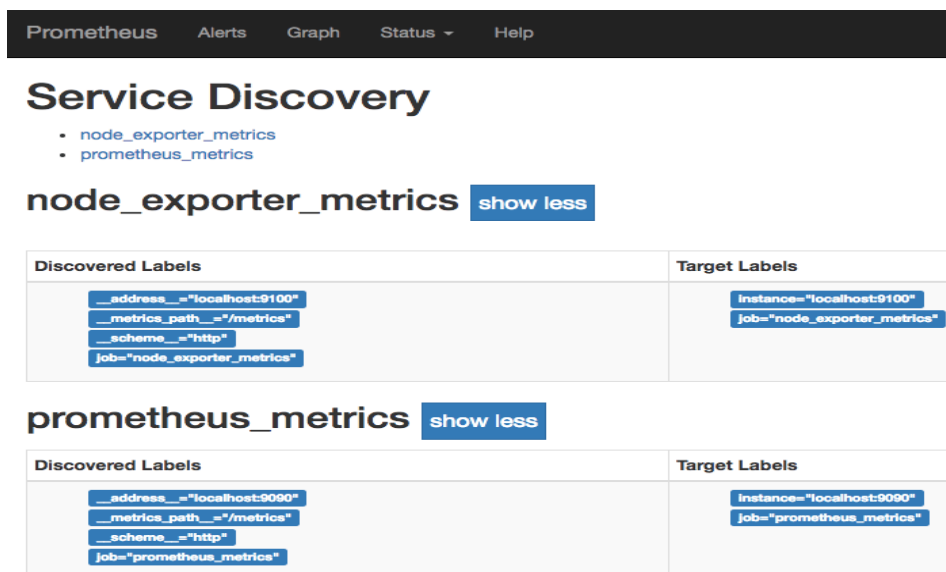 Prometheus Alerts Graph Status Help
Service Discovery
node_exporter_metrics
prometheus_metrics
node_exporter_metrics show less
Discovered Labels Target Labels
__address__="localhost:9100" instance="localhost:9100"
__metrics_path__="/metrics" job="node_exporter_metrics"
__scheme__="http"
job="node_exporter_metrics"
prometheus_metrics show less
Discovered Labels Target Labels
__address__="localhost:9090" instance="localhost:9090"
__metrics_path__="/metrics" job="prometheus_metrics"
__scheme__="http"
job="prometheus_metrics"